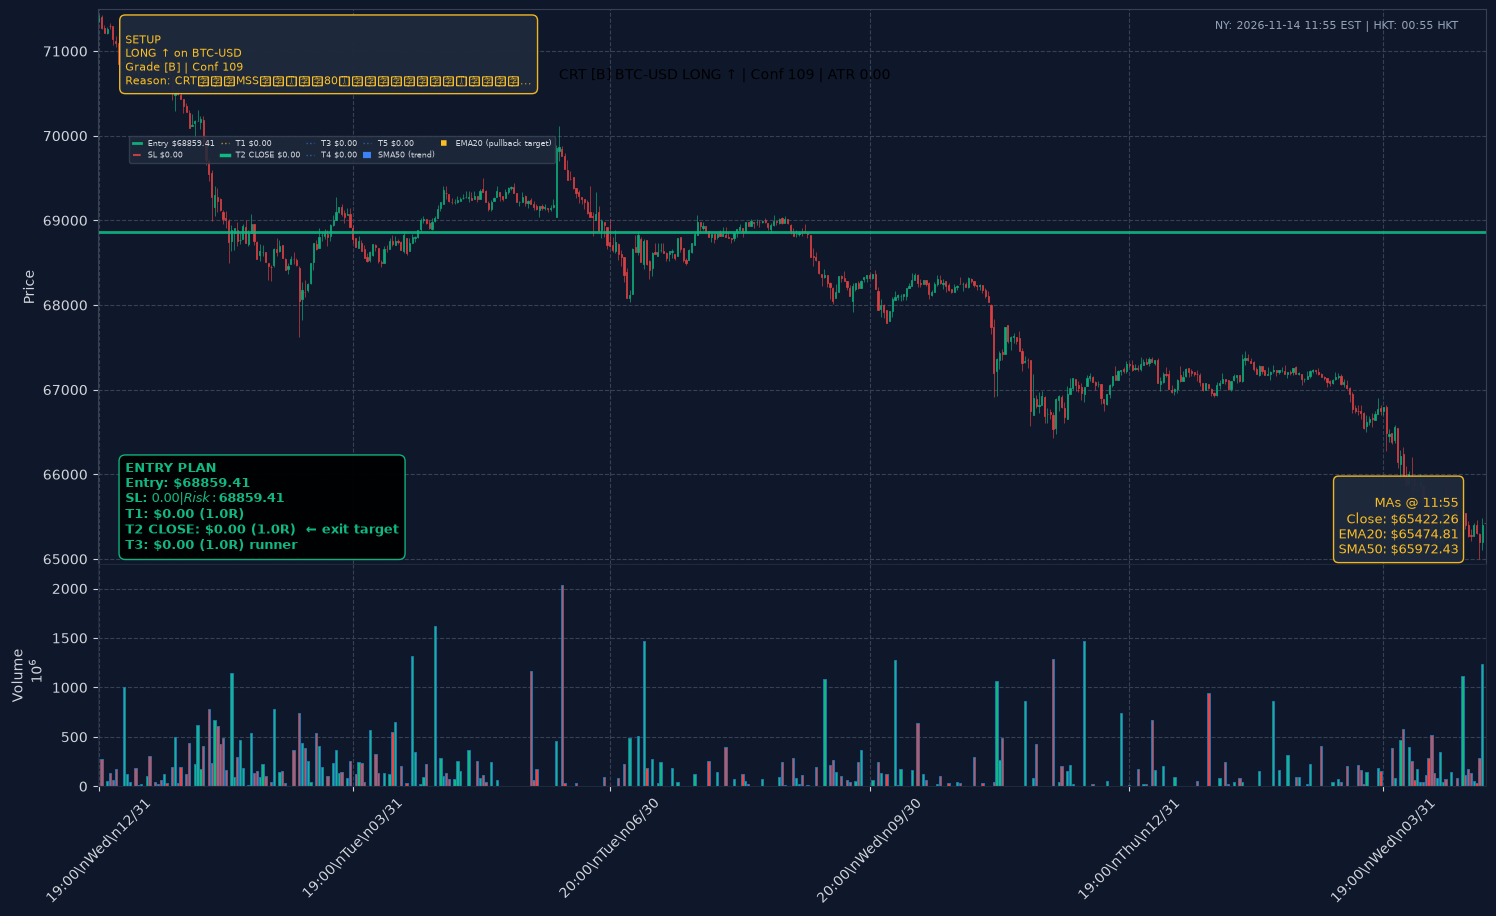 NY: 2026-11-14 11:55 EST | HKT: 00:55 HKT
SETUP
LONG ↑ on BTC-USD
Grade [B] | Conf 109
Reason: CRT MSS 80 ...
CRT [B] BTC-USD LONG ↑ | Conf 109 | ATR 0.00
Entry $68859.41
SL $0.00
T1 $0.00
T2 CLOSE $0.00
T3 $0.00
T4 $0.00
T5 $0.00
SMA50 (trend)
EMA20 (pullback target)
Price
71000
70000
69000
68000
67000
66000
65000
ENTRY PLAN
Entry: $68859.41
SL: 0.00|Risk:68859.41
T1: $0.00 (1.0R)
T2 CLOSE: $0.00 (1.0R) ← exit target
T3: $0.00 (1.0R) runner
MAs @ 11:55
Close: $65422.26
EMA20: $65474.81
SMA50: $65972.43
Volume
10⁶
2000
1500
1000
500
0
19:00\nWed\n12/31
19:00\nTue\n03/31
20:00\nTue\n06/30
20:00\nWed\n09/30
19:00\nThu\n12/31
19:00\nWed\n03/31